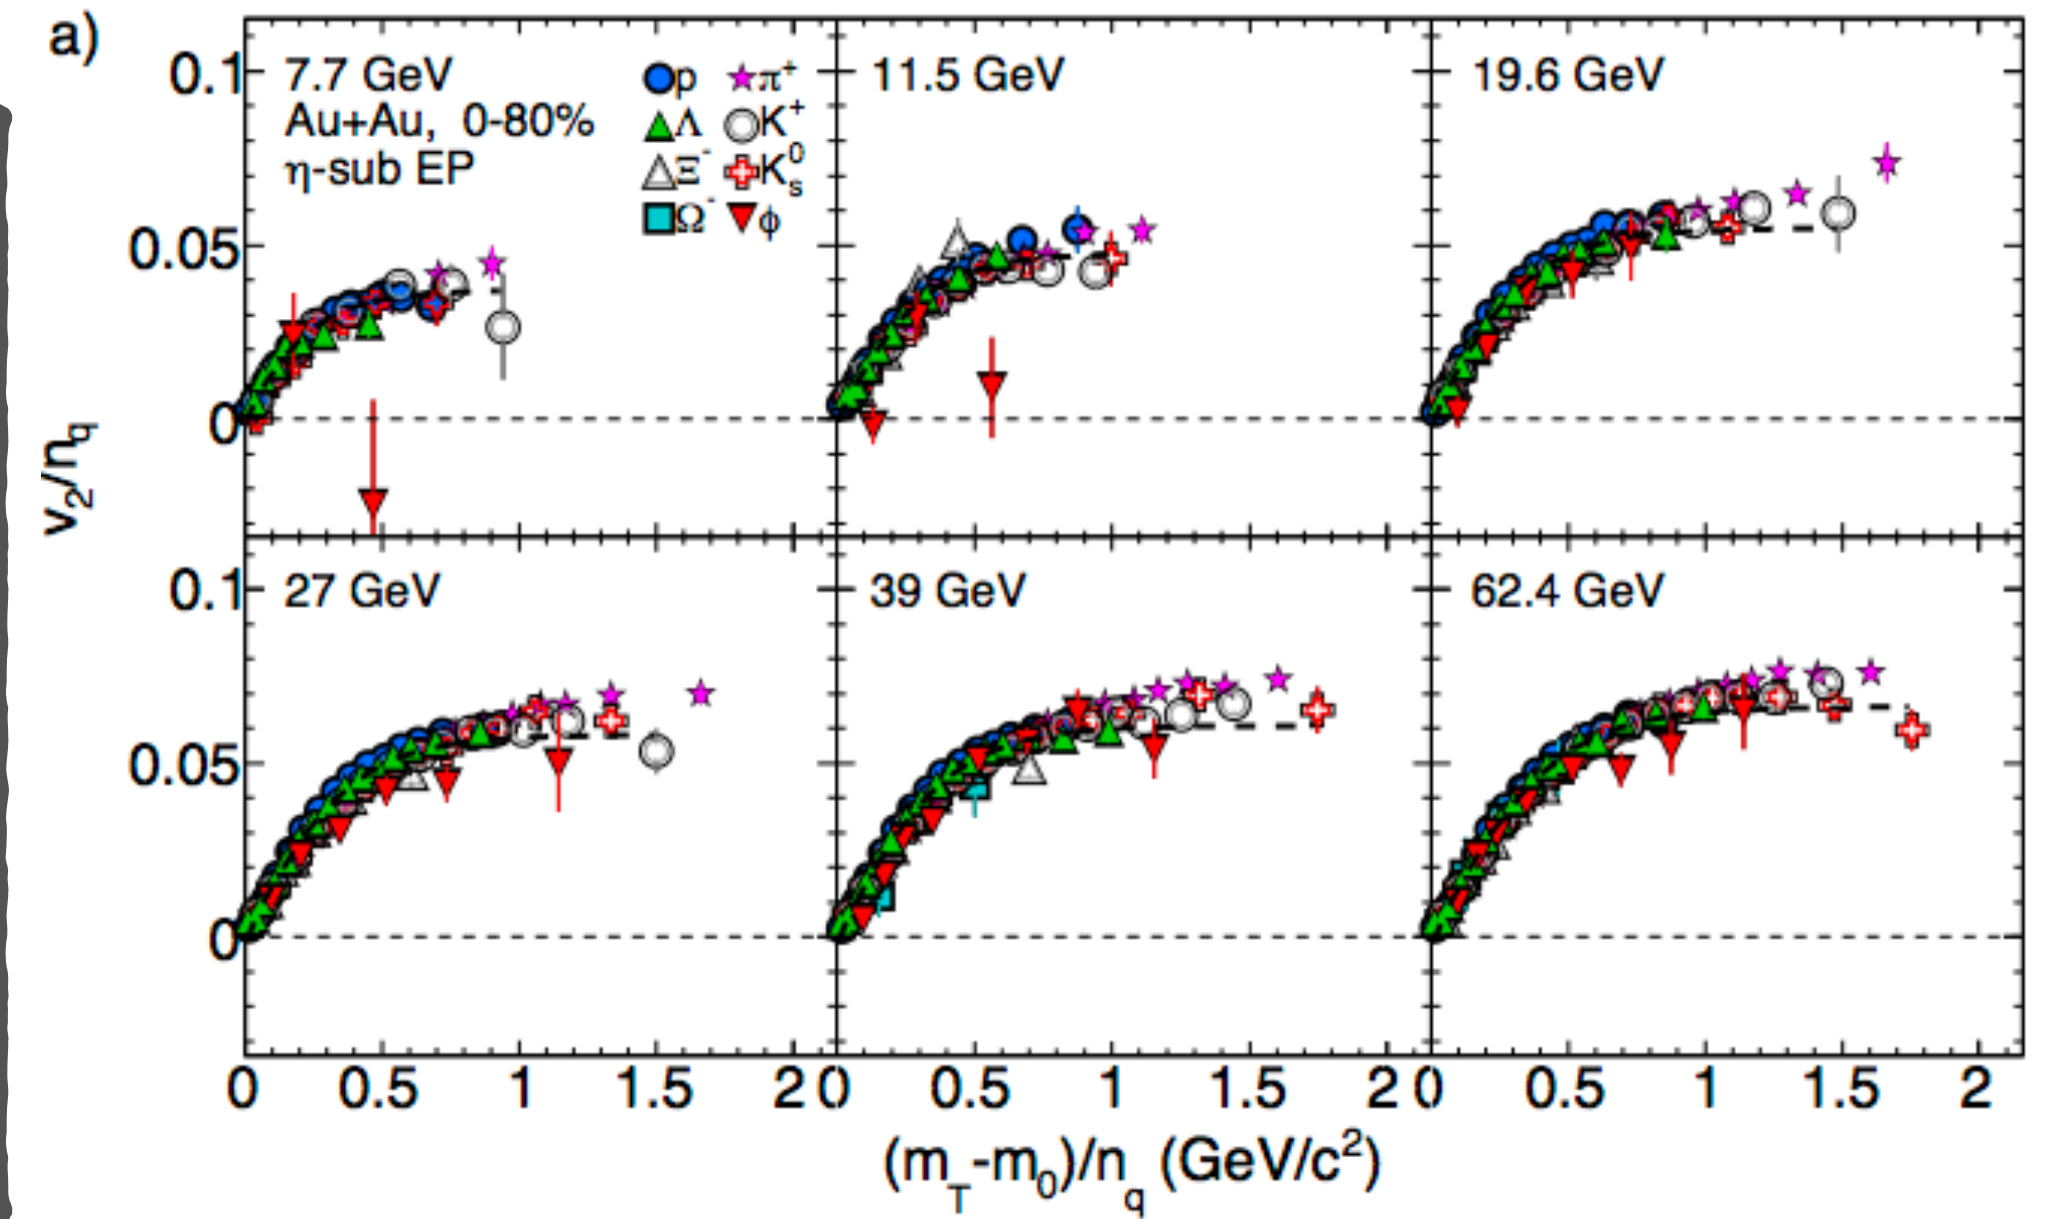 a)
7.7 GeV
Au+Au, 0-80%
η-sub EP
p π⁺
Λ K⁺
Ξ⁻ K⁰ₛ
Ω⁻ ϕ
11.5 GeV
19.6 GeV
0.1
0.05
0
27 GeV
39 GeV
62.4 GeV
0.1
0.05
0
v₂/n_q
0 0.5 1 1.5 2 0 0.5 1 1.5 2 0 0.5 1 1.5 2
(m_T-m₀)/n_q (GeV/c²)